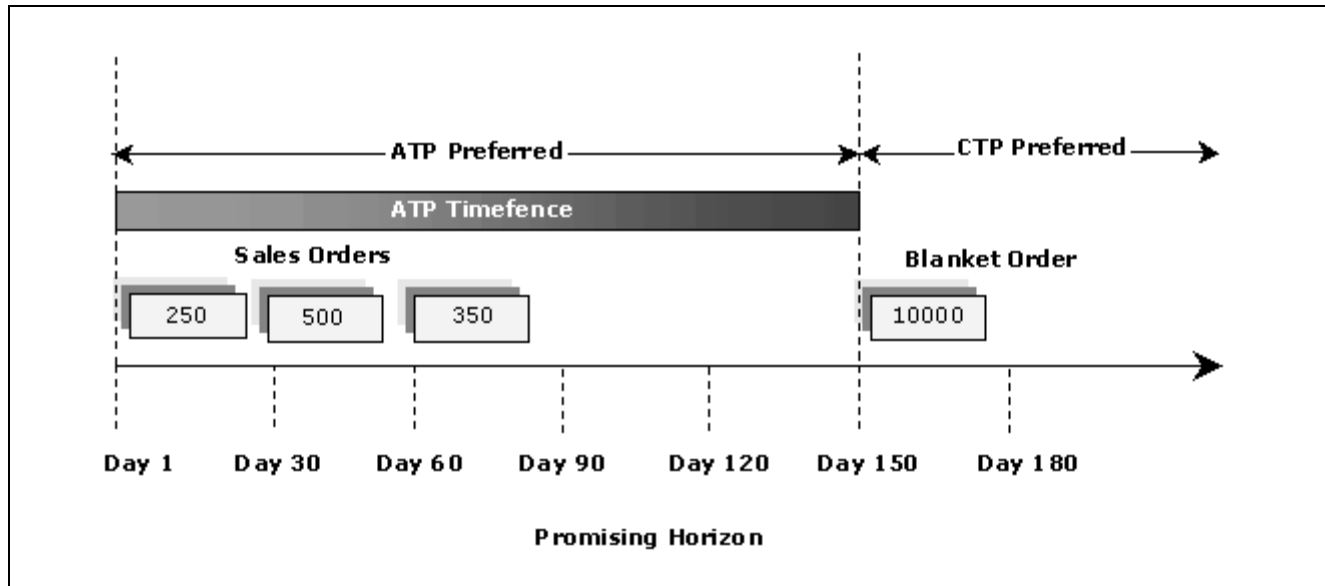 ATP Preferred
CTP Preferred
ATP Timefence
Sales Orders
Blanket Order
250
500
350
10000
Day 1
Day 30
Day 60
Day 90
Day 120
Day 150
Day 180
Promising Horizon